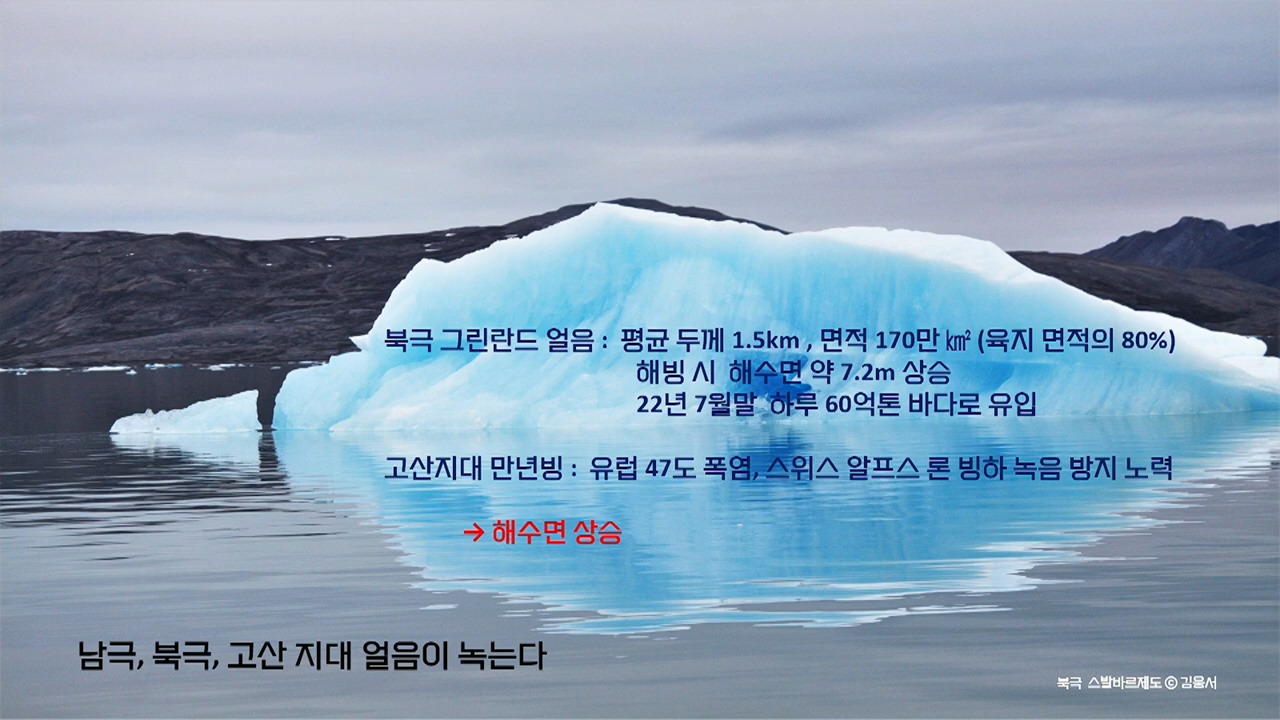 북극 그린란드 얼음 : 평균 두께 1.5km , 면적 170만 ㎢ (육지 면적의 80%)
해빙 시 해수면 약 7.2m 상승
22년 7월말 하루 60억톤 바다로 유입
고산지대 만년빙 : 유럽 47도 폭염, 스위스 알프스 론 빙하 녹음 방지 노력
→ 해수면 상승
남극, 북극, 고산 지대 얼음이 녹는다
북극 스발바르제도 © 김웅서